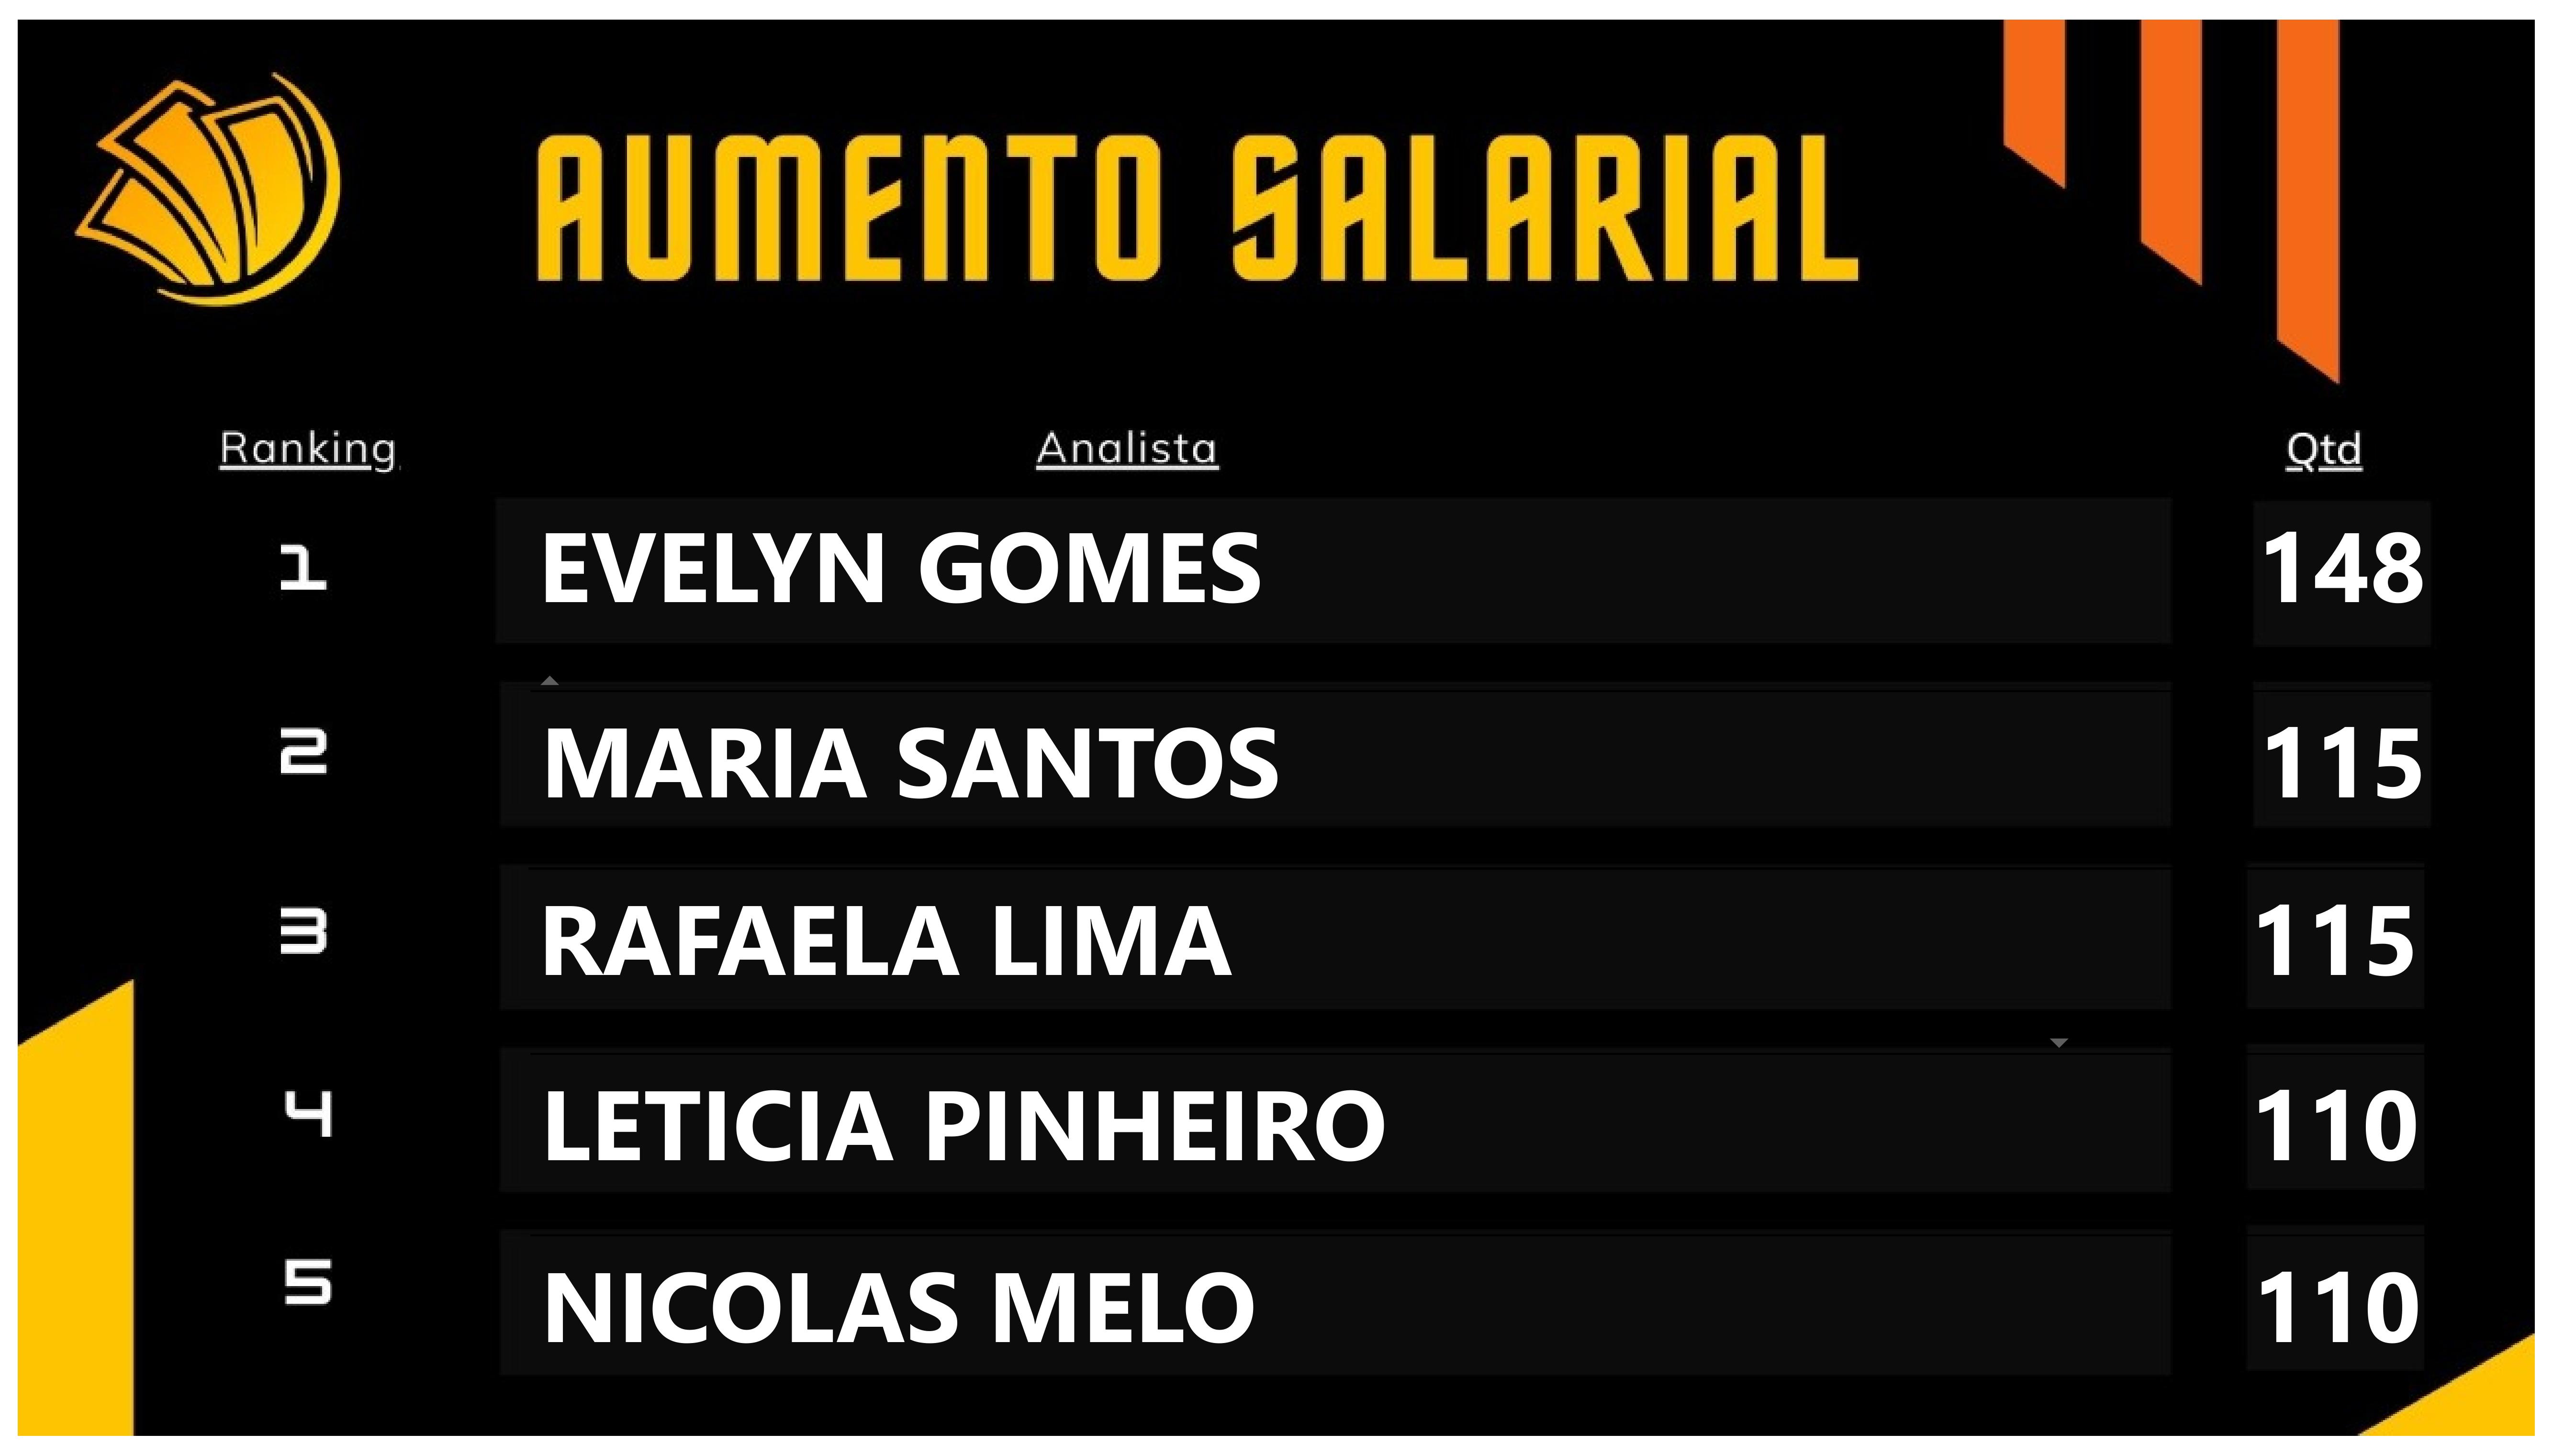 AUMENTO SALARIAL
Ranking Analista Qtd
1 EVELYN GOMES 148
2 MARIA SANTOS 115
3 RAFAELA LIMA 115
4 LETICIA PINHEIRO 110
5 NICOLAS MELO 110